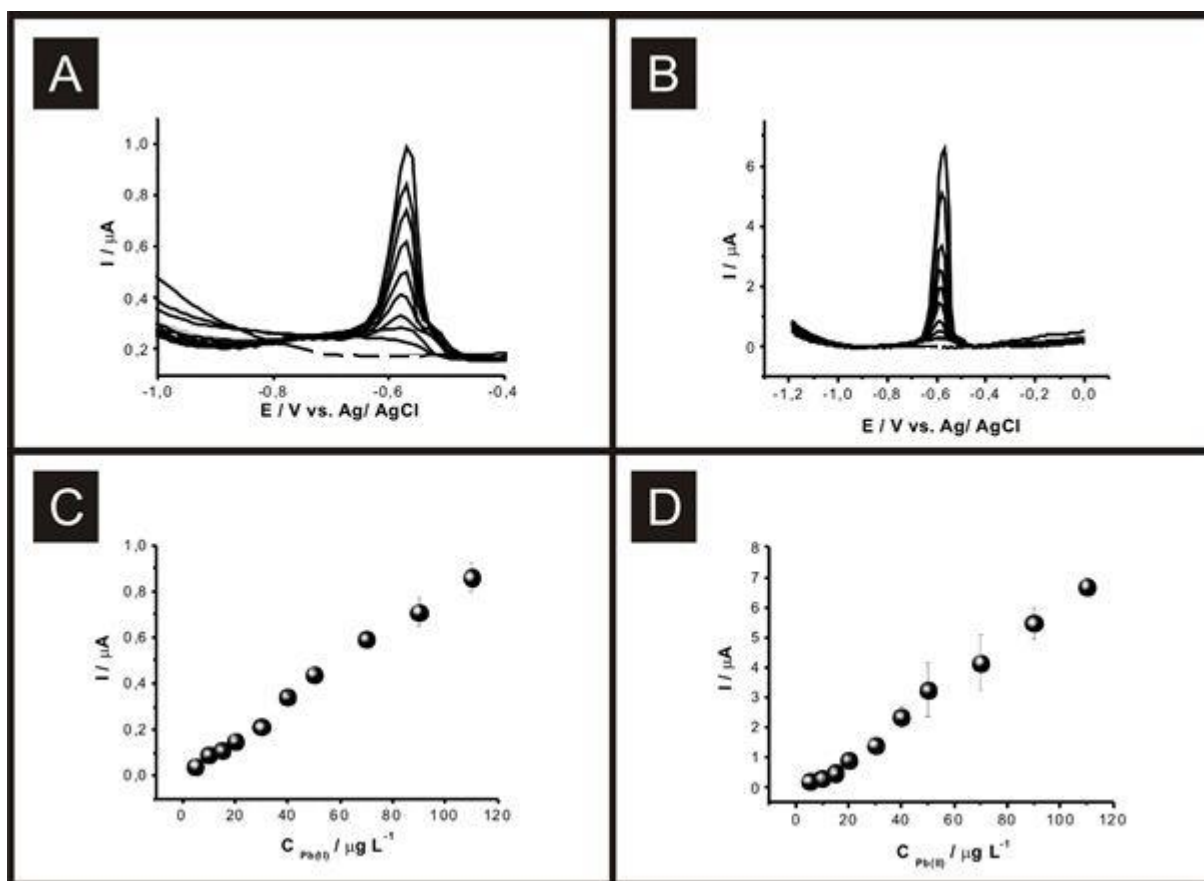 A
I / μA
1,0
0,8
0,6
0,4
0,2
-1,0 -0,8 -0,6 -0,4
E / V vs. Ag/ AgCl
B
I / μA
6
4
2
0
-1,2 -1,0 -0,8 -0,6 -0,4 -0,2 0,0
E / V vs. Ag/ AgCl
C
I / μA
1,0
0,8
0,6
0,4
0,2
0,0
0 20 40 60 80 100 120
C Pb(II) / μg L⁻¹
D
I / μA
8
7
6
5
4
3
2
1
0
0 20 40 60 80 100 120
C Pb(II) / μg L⁻¹